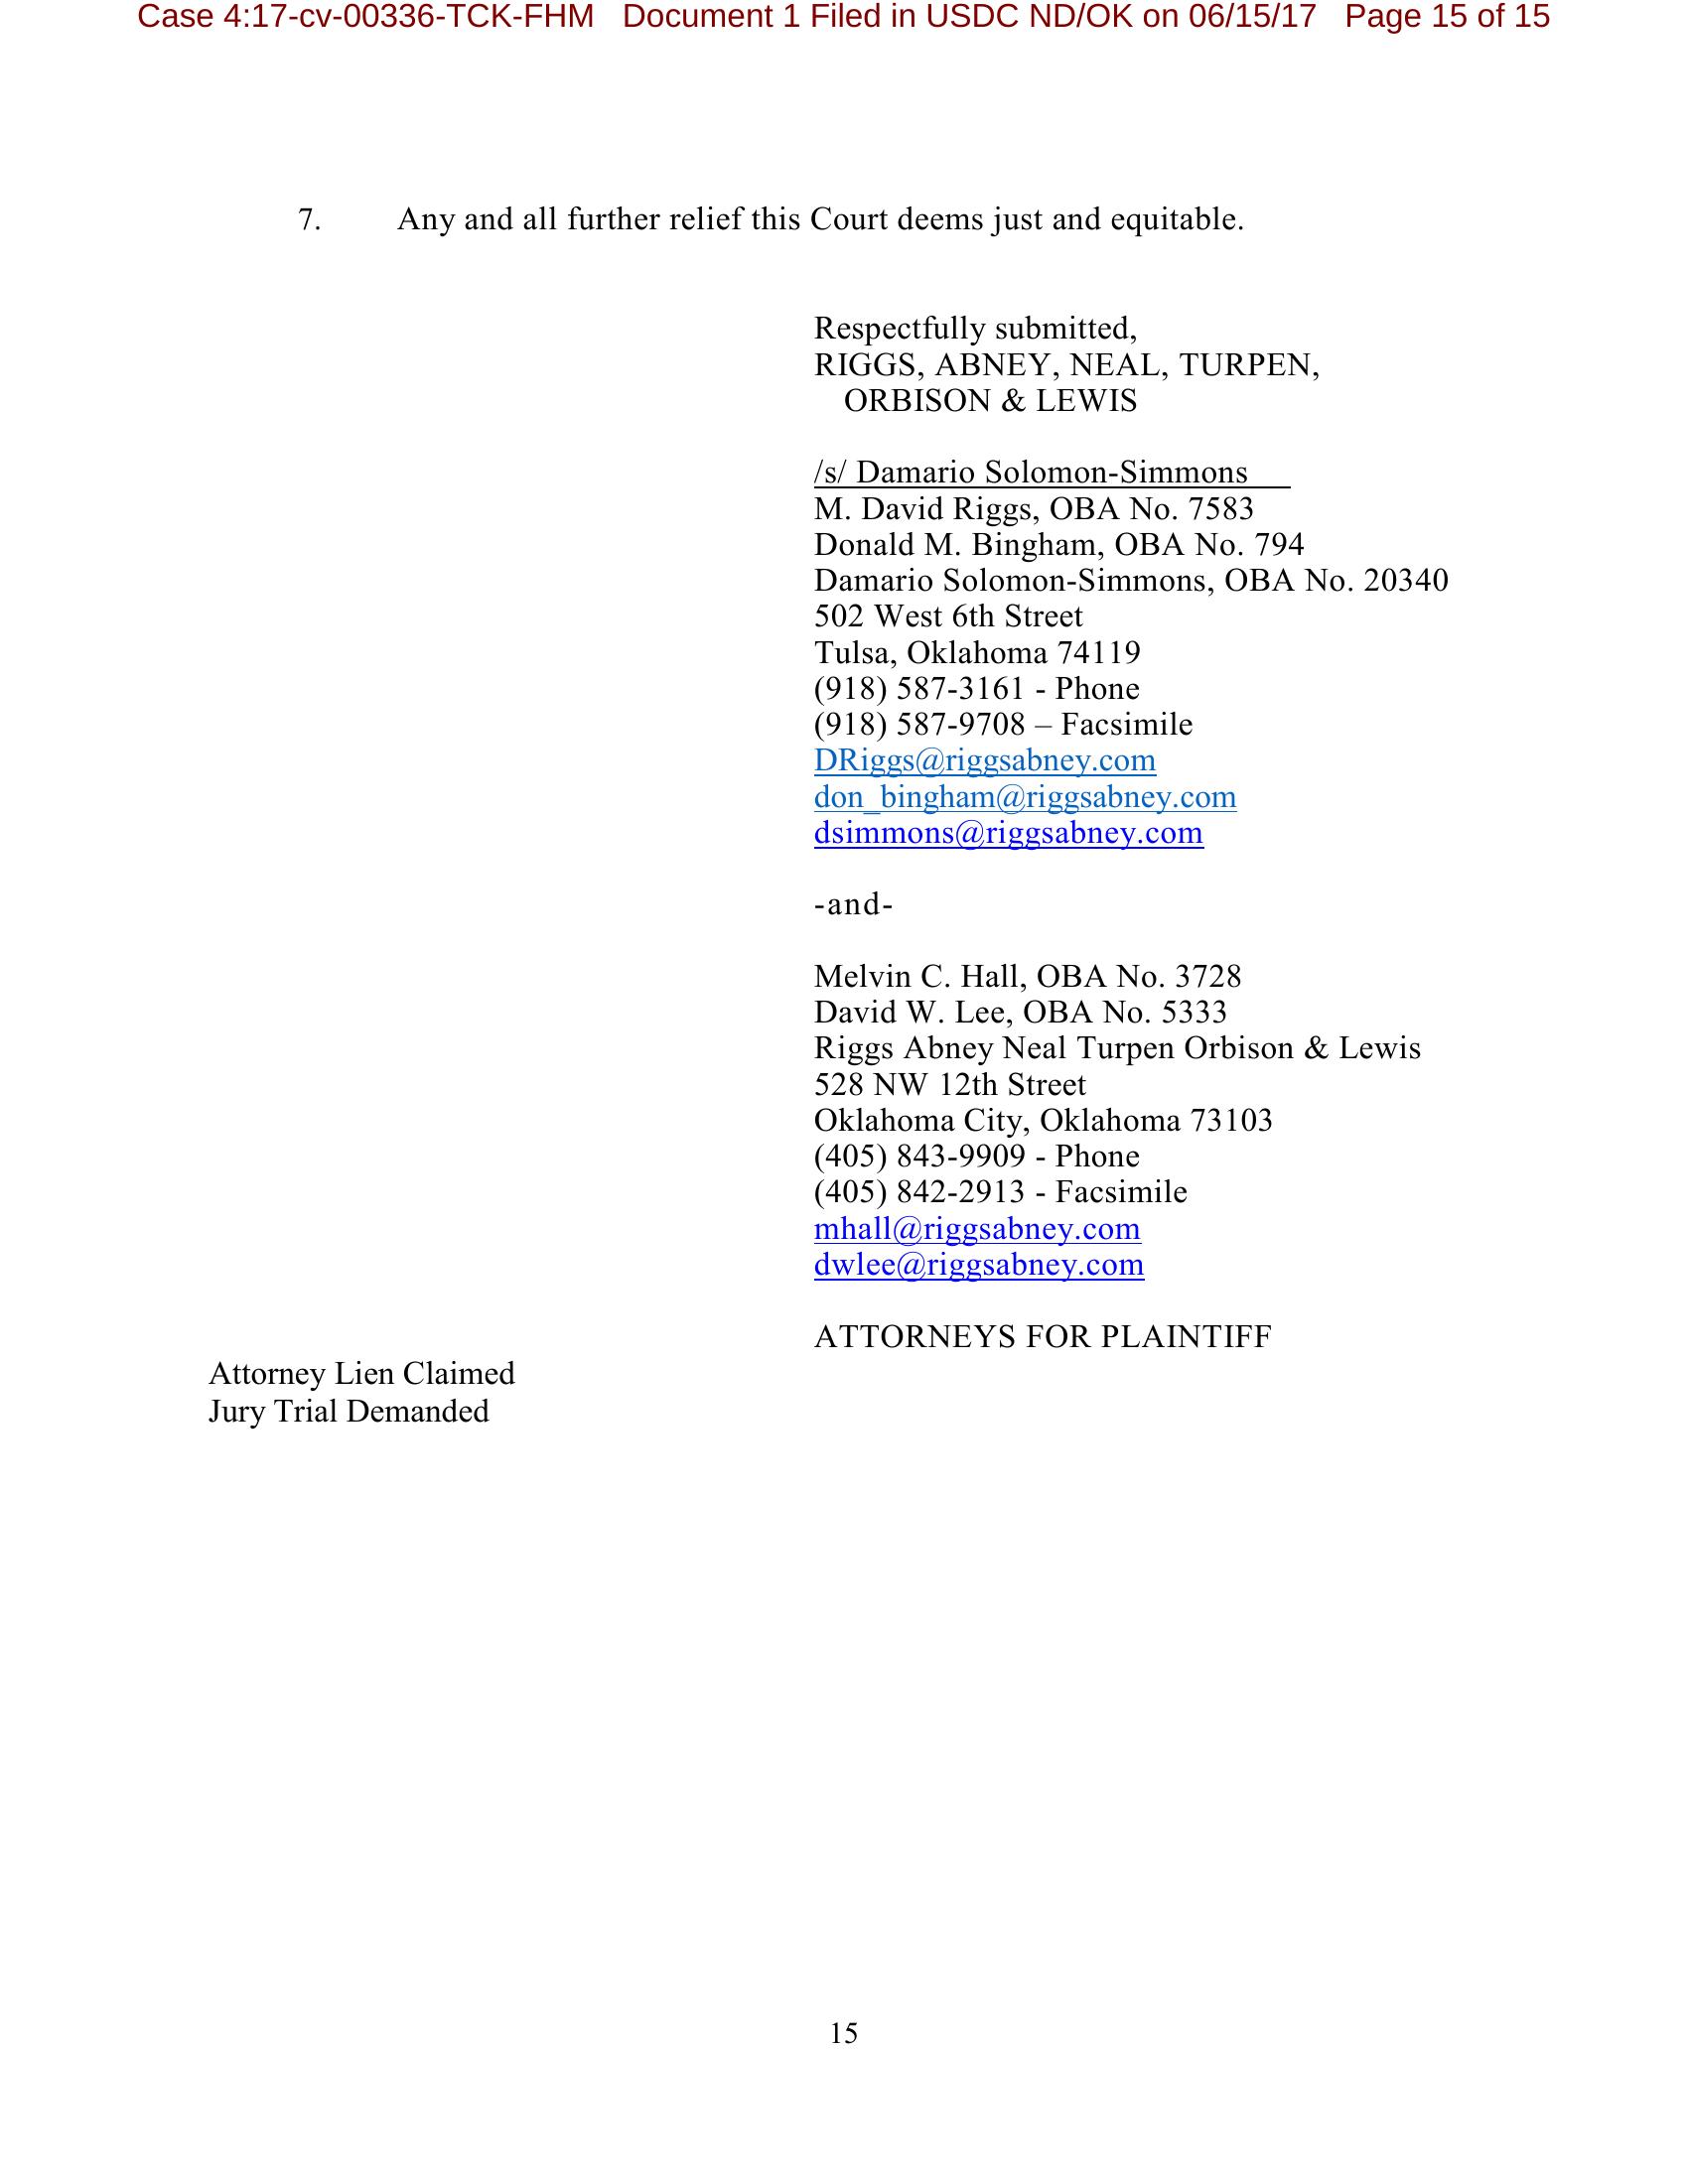 Case 4:17-cv-00336-TCK-FHM Document 1 Filed in USDC ND/OK on 06/15/17 Page 15 of 15
7. Any and all further relief this Court deems just and equitable.
Respectfully submitted,
RIGGS, ABNEY, NEAL, TURPEN,
ORBISON & LEWIS
/s/ Damario Solomon-Simmons
M. David Riggs, OBA No. 7583
Donald M. Bingham, OBA No. 794
Damario Solomon-Simmons, OBA No. 20340
502 West 6th Street
Tulsa, Oklahoma 74119
(918) 587-3161 - Phone
(918) 587-9708 – Facsimile
DRiggs@riggsabney.com
don_bingham@riggsabney.com
dsimmons@riggsabney.com
-and-
Melvin C. Hall, OBA No. 3728
David W. Lee, OBA No. 5333
Riggs Abney Neal Turpen Orbison & Lewis
528 NW 12th Street
Oklahoma City, Oklahoma 73103
(405) 843-9909 - Phone
(405) 842-2913 - Facsimile
mhall@riggsabney.com
dwlee@riggsabney.com
ATTORNEYS FOR PLAINTIFF
Attorney Lien Claimed
Jury Trial Demanded
15